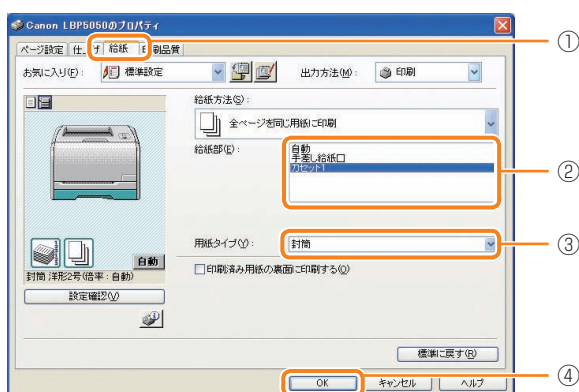 Canon LBP5050のプロパティ
①
ページ設定 仕上げ 給紙 印刷品質
お気に入り(F): 標準設定 出力方法(M): 印刷
給紙方法(S):
全ページを同じ用紙に印刷
給紙部(E): 自動
手差し給紙口
カセット1
②
用紙タイプ(Y): 封筒
③
自動
封筒 洋形2号(倍率:自動)
印刷済み用紙の裏面に印刷する(Q)
設定確認(V)
標準に戻す(R)
OK キャンセル ヘルプ
④